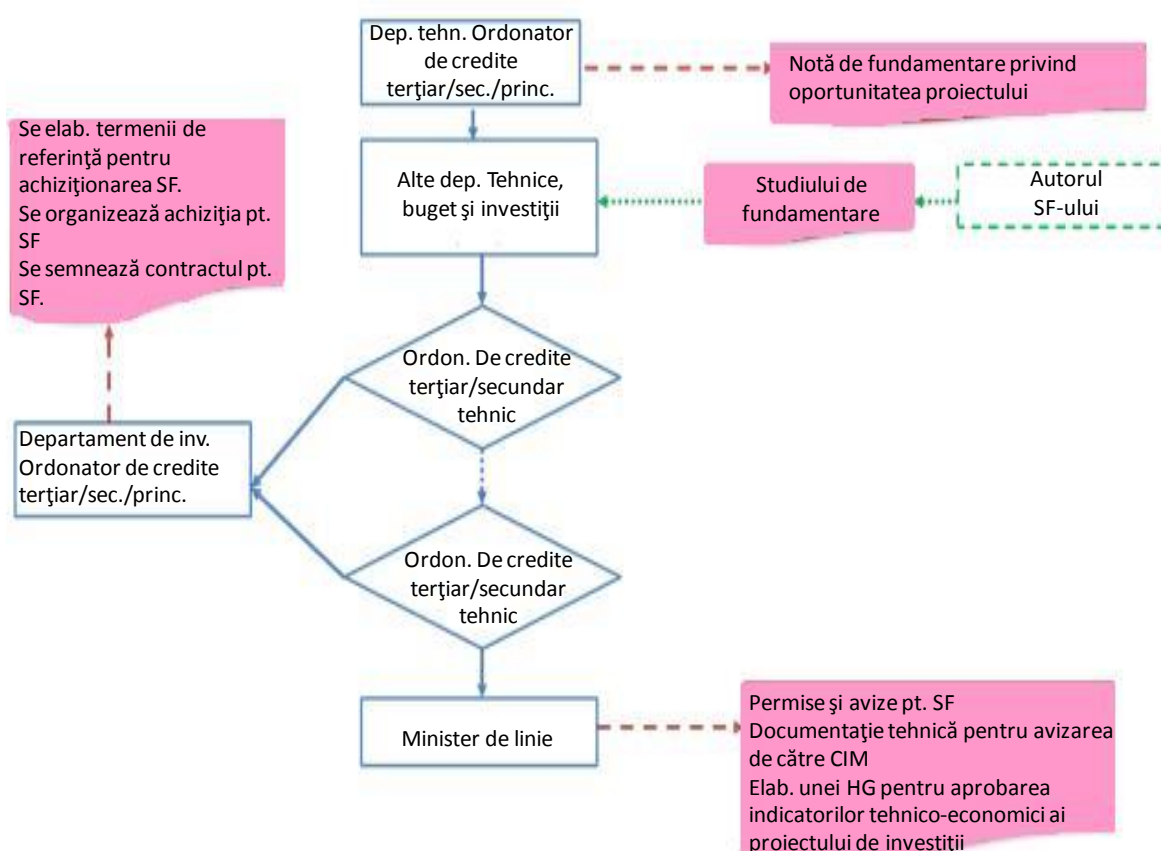 Dep. tehn. Ordonator
de credite
terţiar/sec./princ.
Notă de fundamentare privind
oportunitatea proiectului
Se elab. termenii de
referinţă pentru
achiziţionarea SF.
Se organizează achiziţia pt.
SF
Se semnează contractul pt.
SF.
Alte dep. Tehnice,
buget şi investiţii
Studiului de
fundamentare
Autorul
SF-ului
Ordon. De credite
terţiar/secundar
tehnic
Departament de inv.
Ordonator de credite
terţiar/sec./princ.
Ordon. De credite
terţiar/secundar
tehnic
Minister de linie
Permise şi avize pt. SF
Documentaţie tehnică pentru avizarea
de către CIM
Elab. unei HG pentru aprobarea
indicatorilor tehnico-economici ai
proiectului de investitii